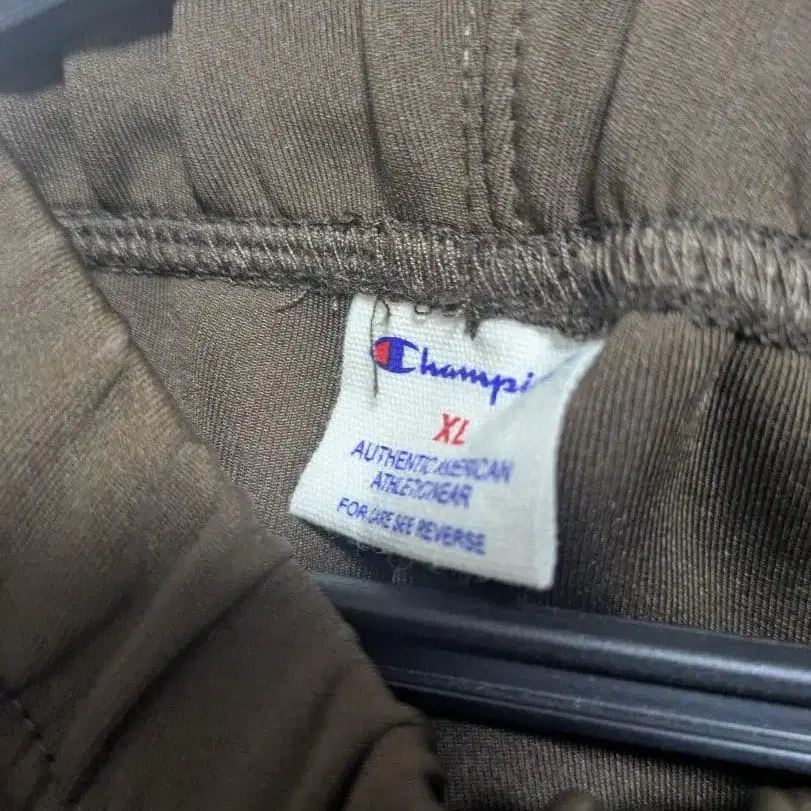 Champi
XL
AUTHENTIC AMERICAN
ATHLETICWEAR
FOR CARE SEE REVERSE